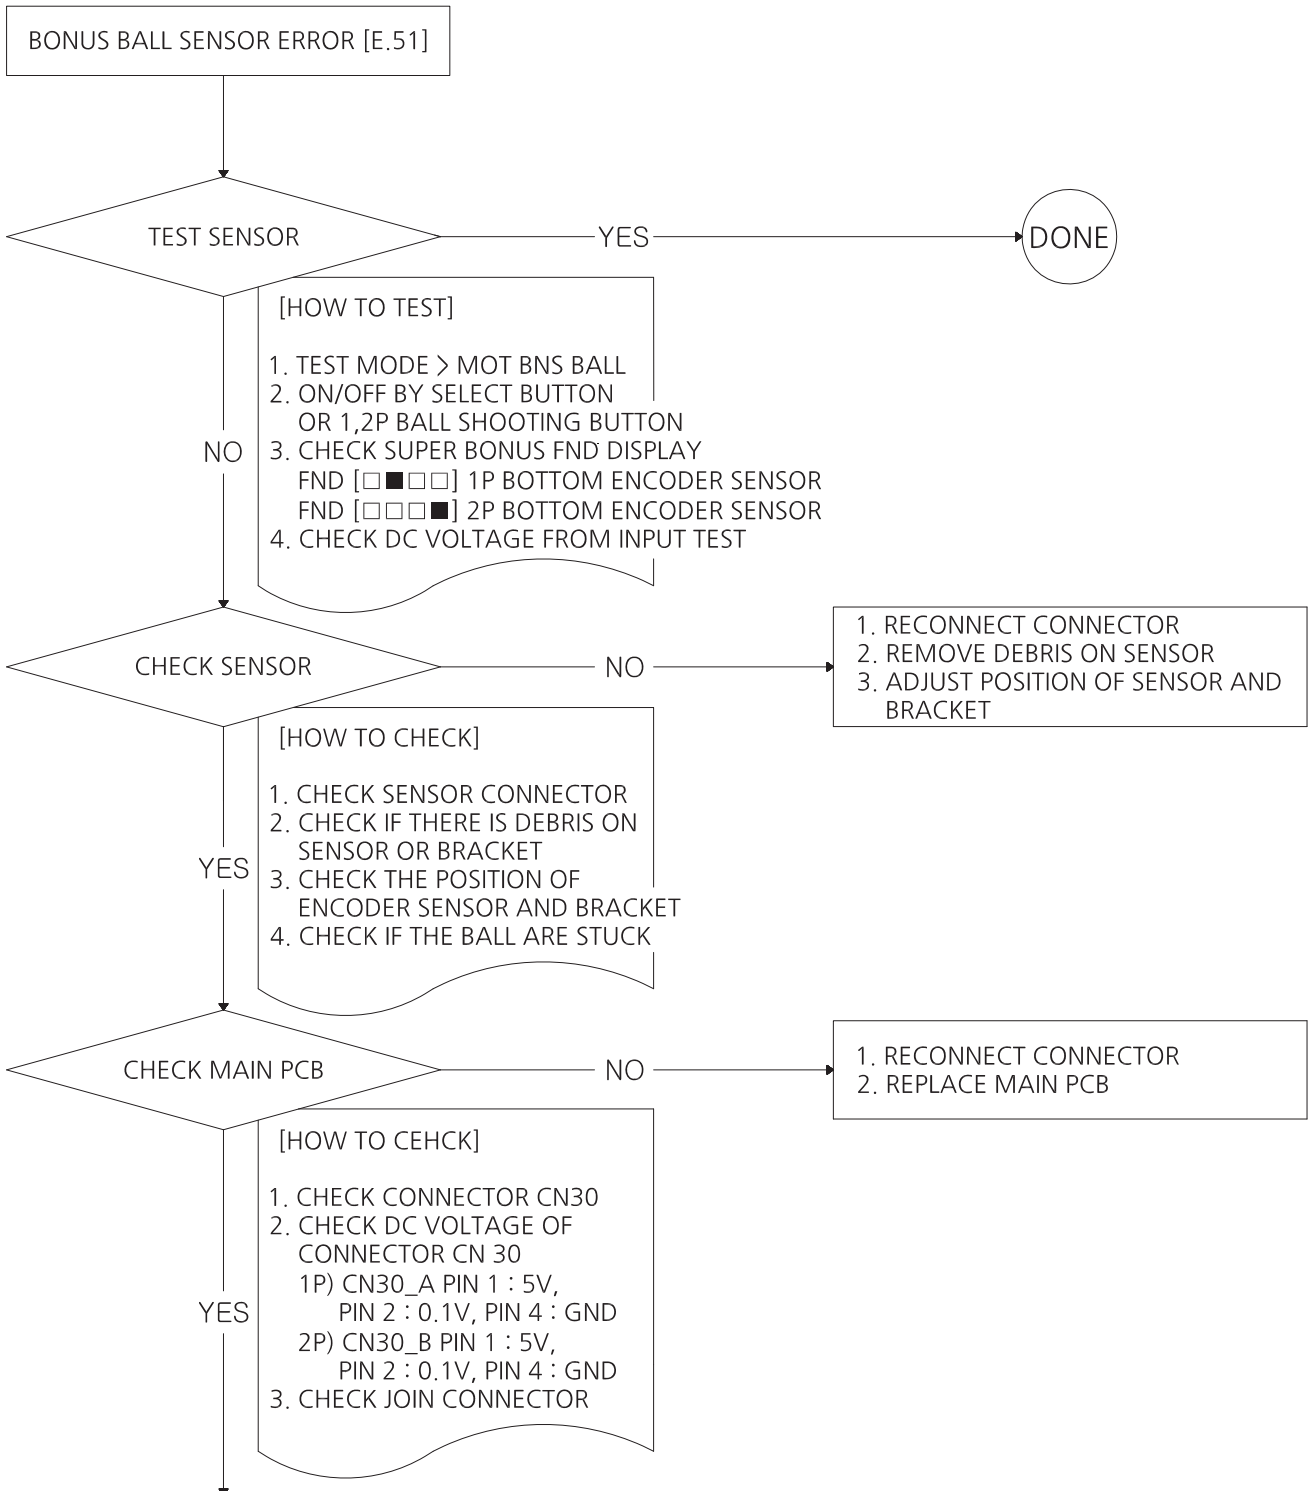 BONUS BALL SENSOR ERROR [E.51]
TEST SENSOR
YES
DONE
[HOW TO TEST]
1. TEST MODE > MOT BNS BALL
2. ON/OFF BY SELECT BUTTON
OR 1,2P BALL SHOOTING BUTTON
3. CHECK SUPER BONUS FND DISPLAY
FND [□■□□] 1P BOTTOM ENCODER SENSOR
FND [□□□■] 2P BOTTOM ENCODER SENSOR
4. CHECK DC VOLTAGE FROM INPUT TEST
NO
CHECK SENSOR
NO
1. RECONNECT CONNECTOR
2. REMOVE DEBRIS ON SENSOR
3. ADJUST POSITION OF SENSOR AND
BRACKET
[HOW TO CHECK]
1. CHECK SENSOR CONNECTOR
2. CHECK IF THERE IS DEBRIS ON
SENSOR OR BRACKET
3. CHECK THE POSITION OF
ENCODER SENSOR AND BRACKET
4. CHECK IF THE BALL ARE STUCK
YES
CHECK MAIN PCB
NO
1. RECONNECT CONNECTOR
2. REPLACE MAIN PCB
[HOW TO CEHCK]
1. CHECK CONNECTOR CN30
2. CHECK DC VOLTAGE OF
CONNECTOR CN 30
1P) CN30_A PIN 1 : 5V,
PIN 2 : 0.1V, PIN 4 : GND
2P) CN30_B PIN 1 : 5V,
PIN 2 : 0.1V, PIN 4 : GND
3. CHECK JOIN CONNECTOR
YES